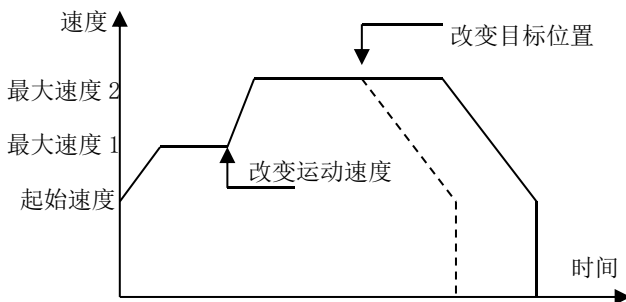 速度
改变目标位置
最大速度 2
最大速度 1
改变运动速度
起始速度
时间